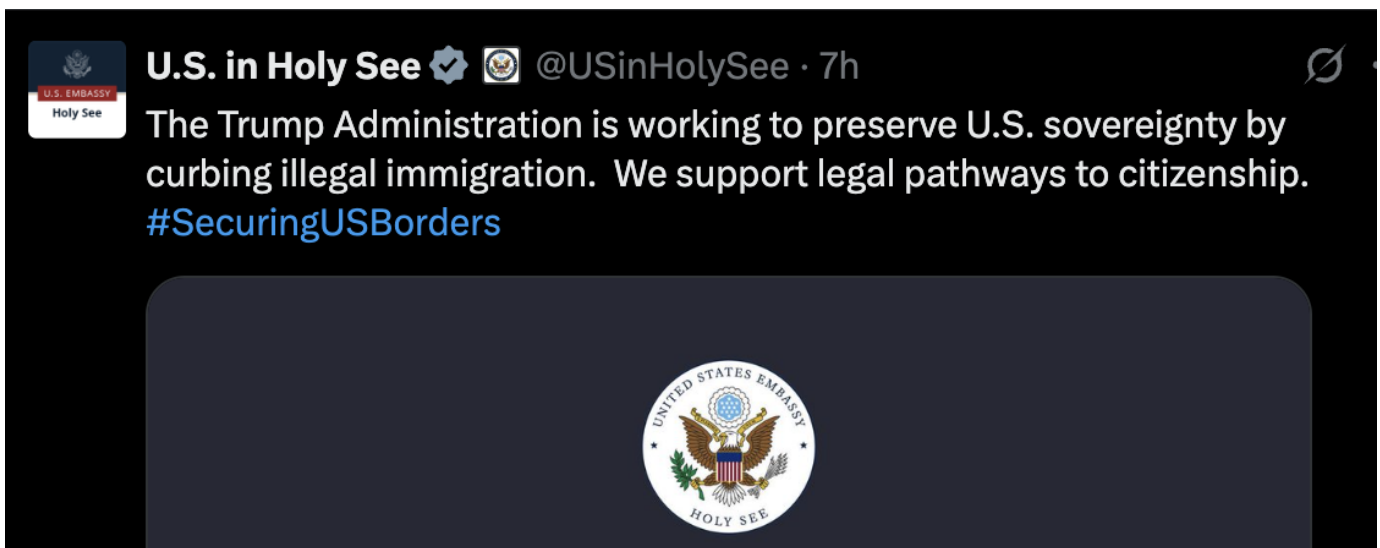 U.S. EMBASSY
Holy See
U.S. in Holy See @USinHolySee · 7h
The Trump Administration is working to preserve U.S. sovereignty by
curbing illegal immigration.  We support legal pathways to citizenship.
#SecuringUSBorders
UNITED STATES EMBASSY
HOLY SEE